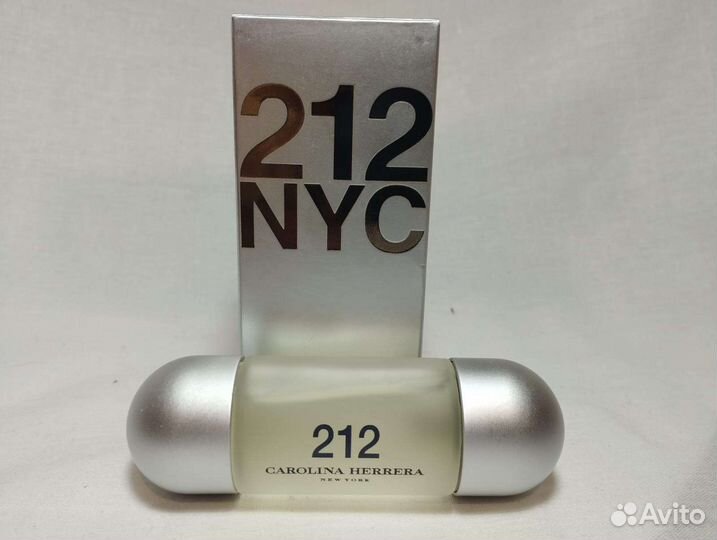 212
NYC
212
CAROLINA HERRERA
NEW YORK
Avito